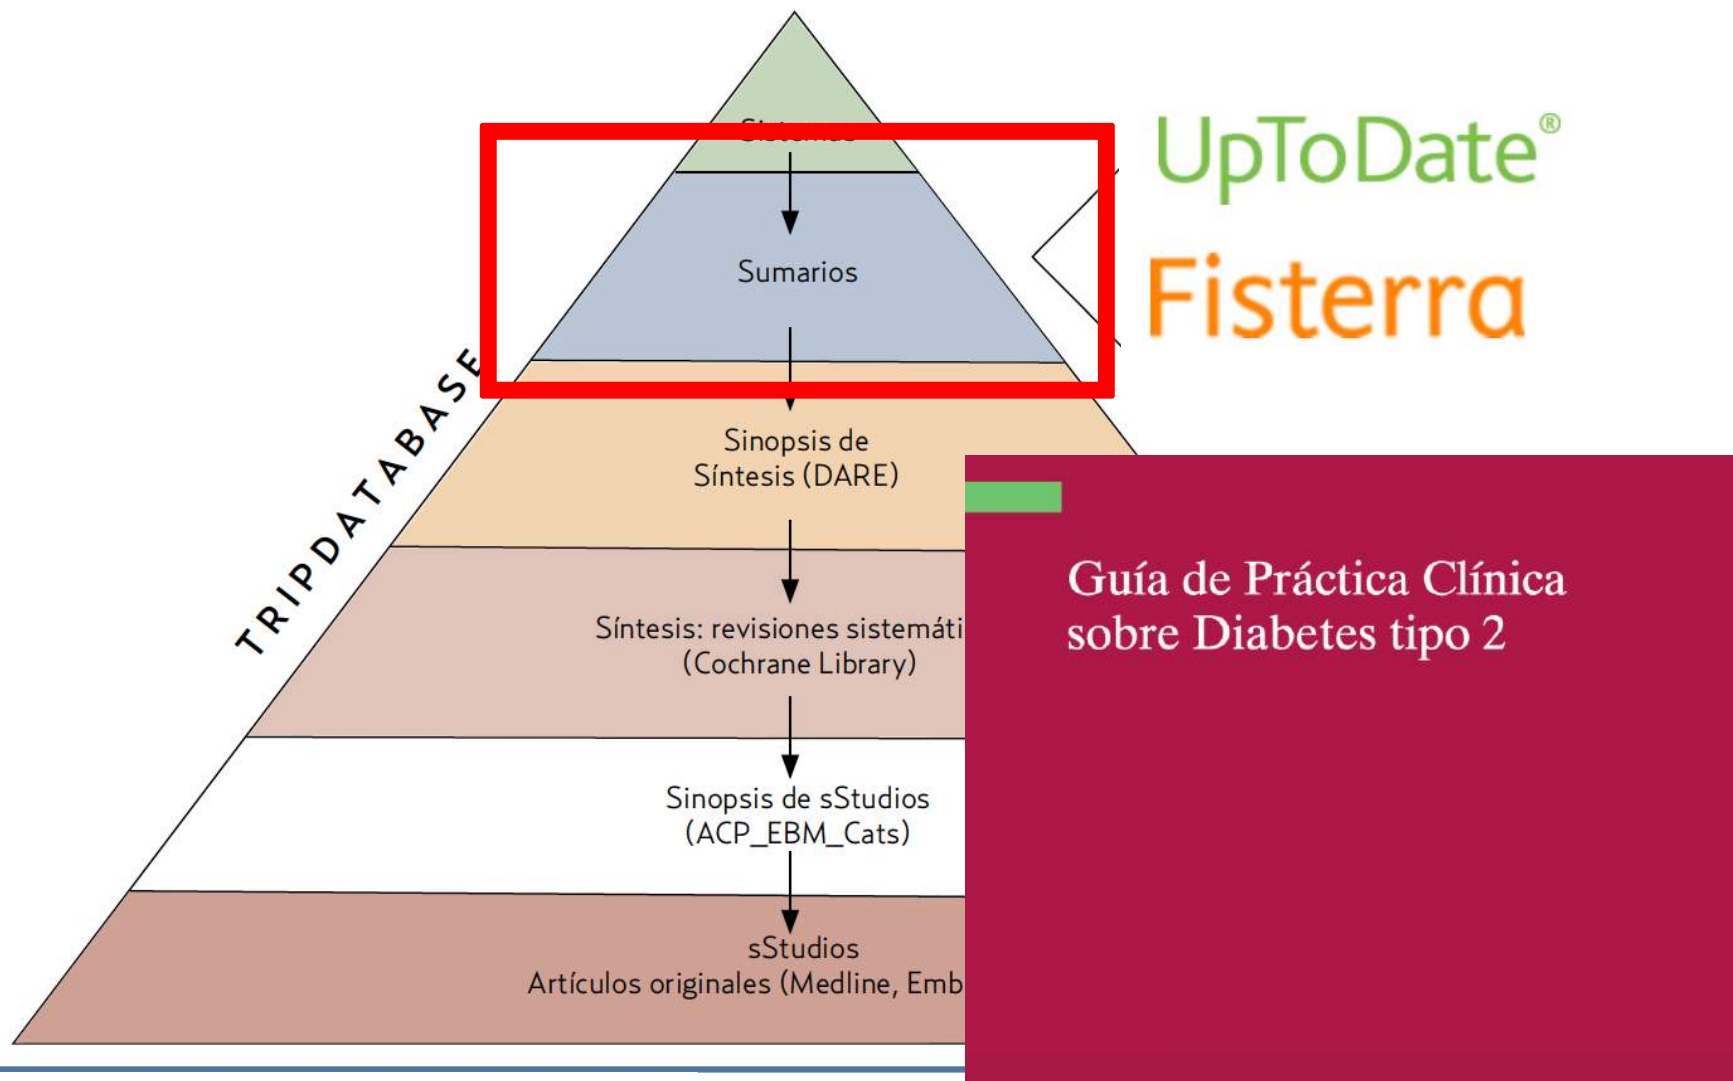 Sistemas
UpToDate®
Sumarios
Fisterra
TRIPDATABASE
Sinopsis de
Síntesis (DARE)
Guía de Práctica Clínica
sobre Diabetes tipo 2
Síntesis: revisiones sistemáti
(Cochrane Library)
Sinopsis de sStudios
(ACP_EBM_Cats)
sStudios
Artículos originales (Medline, Emb